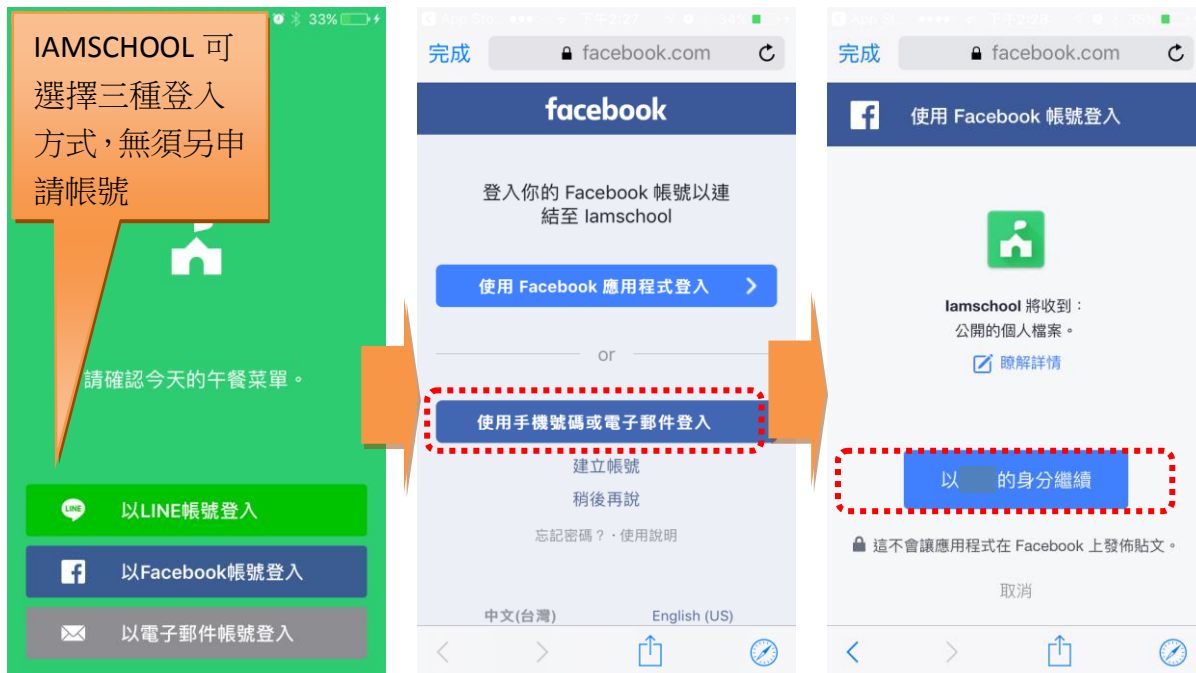 IAMSCHOOL 可
選擇三種登入
方式，無須另申
請帳號
33%
請確認今天的午餐菜單。
LINE
以LINE帳號登入
以Facebook帳號登入
以電子郵件帳號登入
完成
facebook.com
facebook
登入你的 Facebook 帳號以連
結至 Iamschool
使用 Facebook 應用程式登入
or
使用手機號碼或電子郵件登入
建立帳號
稍後再說
忘記密碼？・使用說明
中文(台灣)
English (US)
完成
facebook.com
使用 Facebook 帳號登入
Iamschool 將收到：
公開的個人檔案。
瞭解詳情
以 的身分繼續
這不會讓應用程式在 Facebook 上發佈貼文。
取消